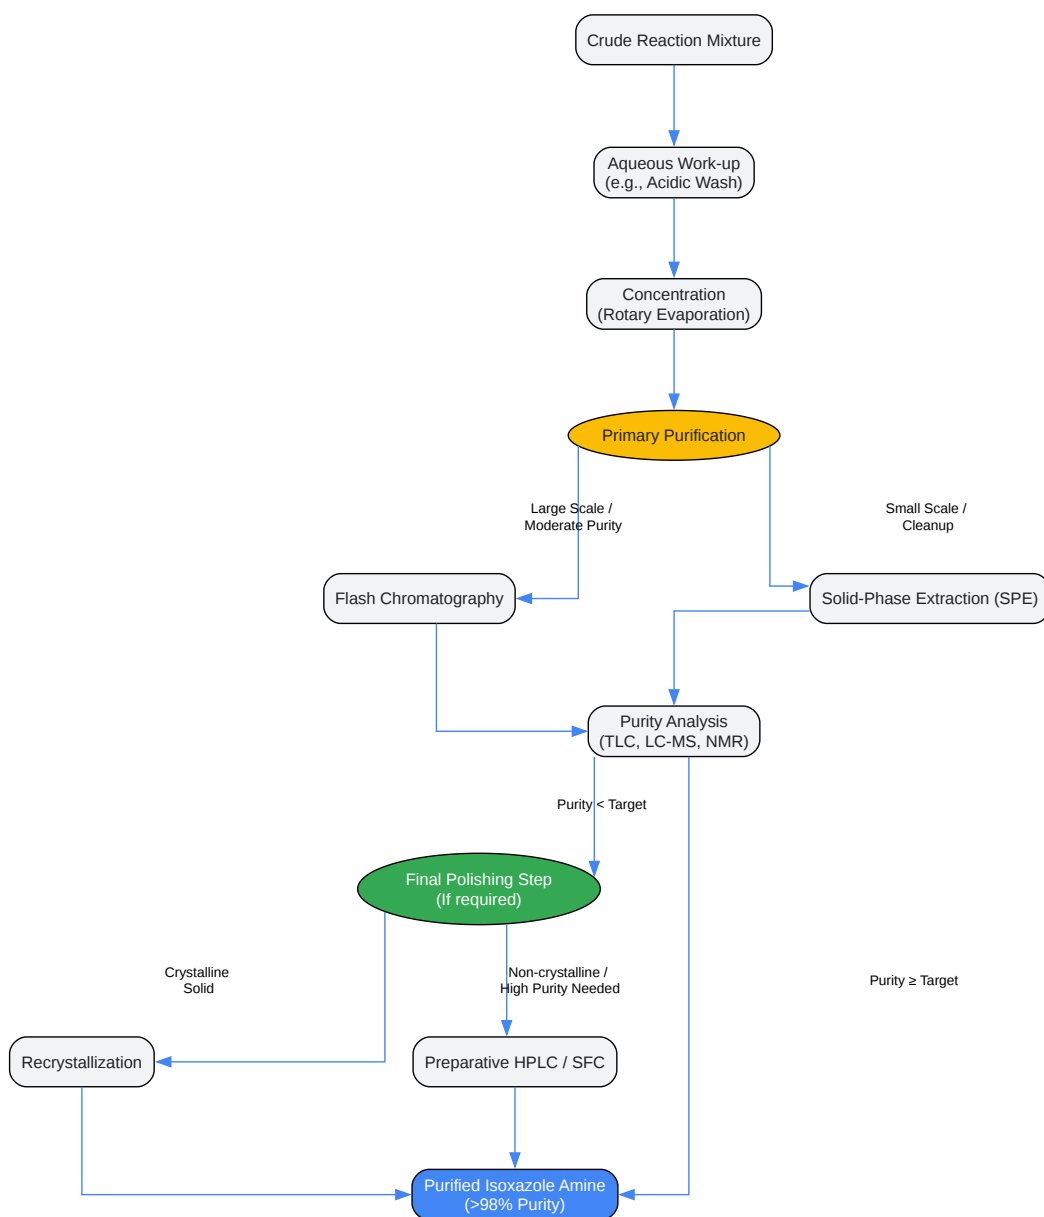 Crude Reaction Mixture
Aqueous Work-up
(e.g., Acidic Wash)
Concentration
(Rotary Evaporation)
Primary Purification
Large Scale /
Moderate Purity
Small Scale /
Cleanup
Flash Chromatography
Solid-Phase Extraction (SPE)
Purity Analysis
(TLC, LC-MS, NMR)
Purity < Target
Final Polishing Step
(If required)
Crystalline
Solid
Non-crystalline /
High Purity Needed
Purity ≥ Target
Recrystallization
Preparative HPLC / SFC
Purified Isoxazole Amine
(>98% Purity)